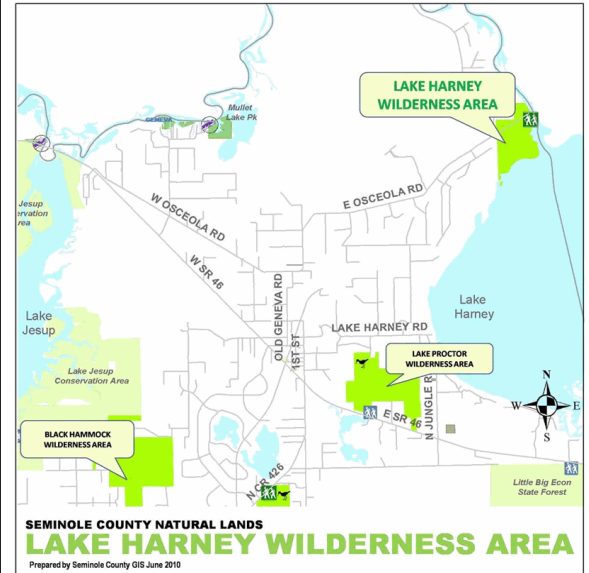 LAKE HARNEY
WILDERNESS AREA
Mullet
Lake Pk
GENEVA
Jesup
W OSCEOLA RD
E OSCEOLA RD
W SR 46
OLD GENEVA RD
1ST ST
Lake
Jesup
Lake
Harney
LAKE HARNEY RD
LAKE PROCTOR
WILDERNESS AREA
Lake Jesup
Conservation Area
N JUNGLE R
E SR 46
BLACK HAMMOCK
WILDERNESS AREA
N
W
E
S
N CR 426
Little Big Econ
State Forest
SEMINOLE COUNTY NATURAL LANDS
LAKE HARNEY WILDERNESS AREA
Prepared by Seminole County GIS June 2010